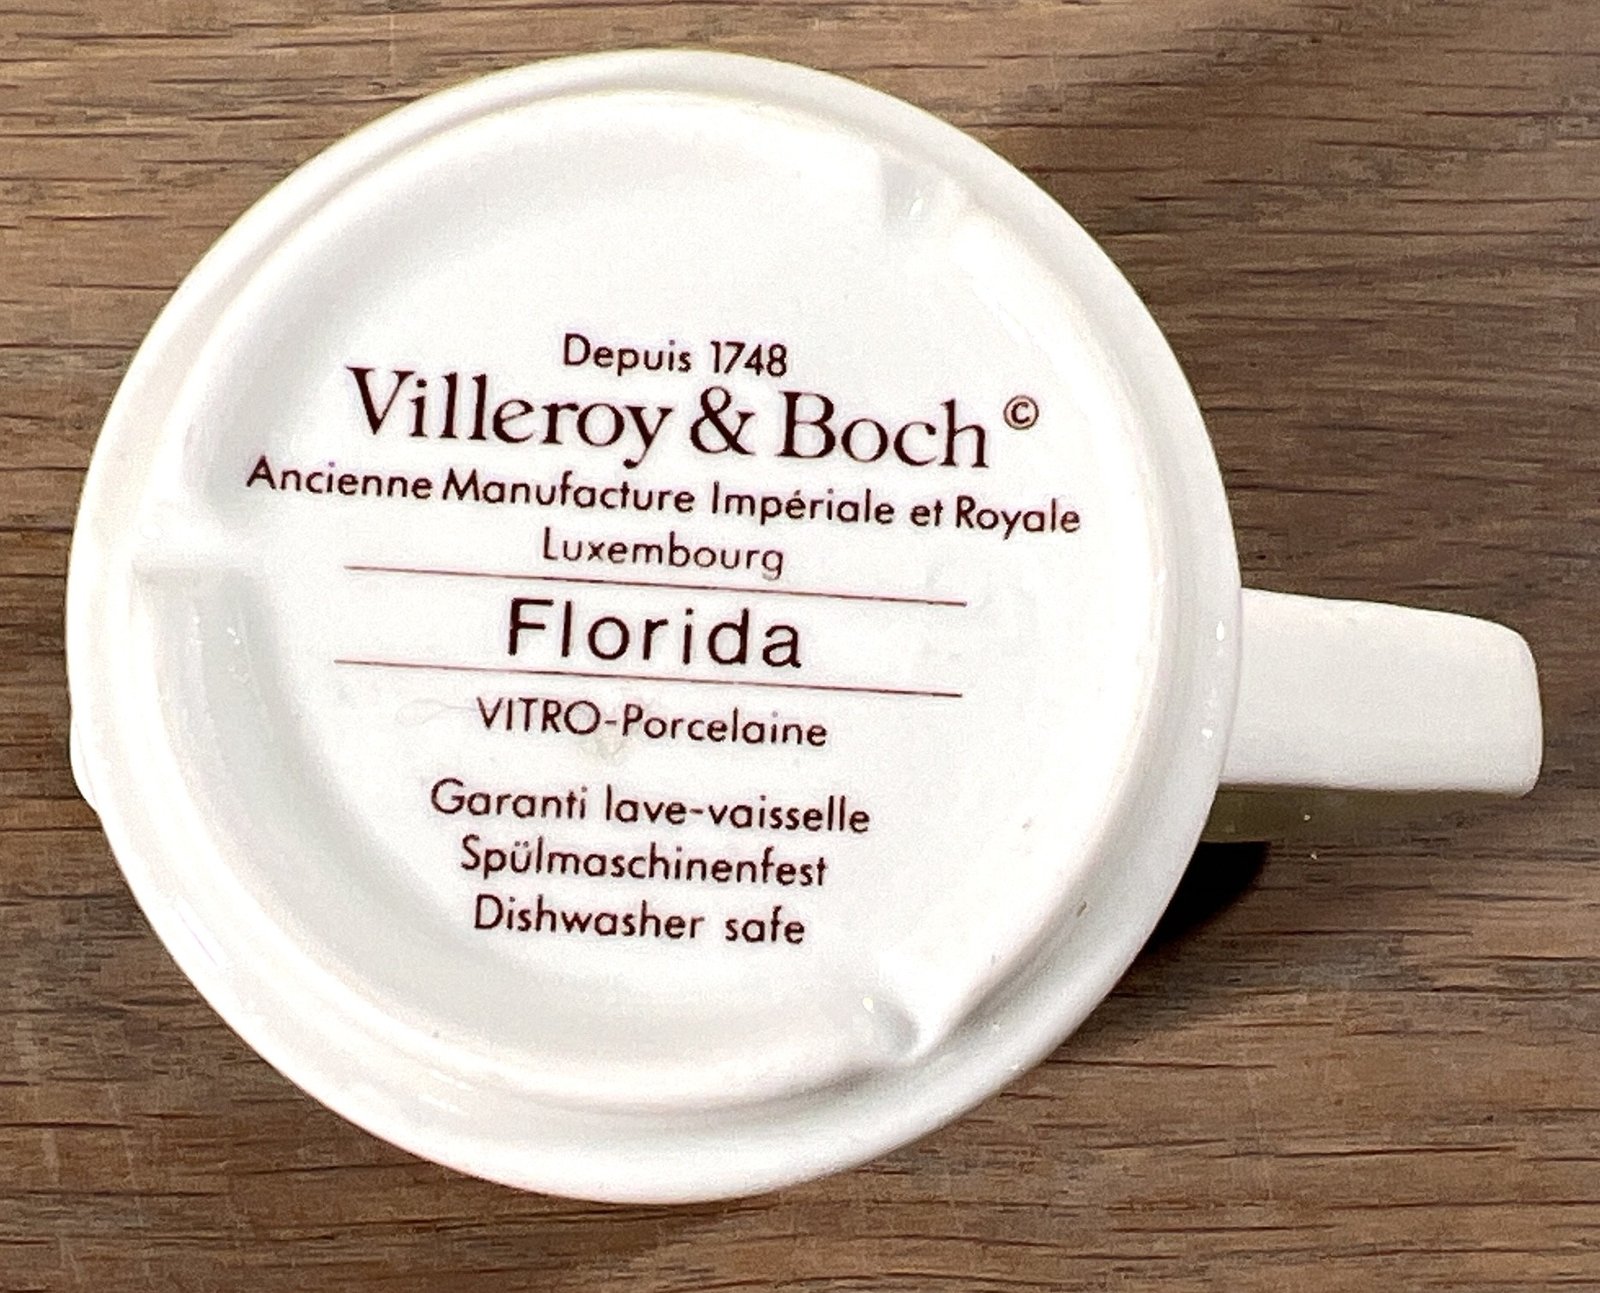 Depuis 1748
Villeroy & Boch ©
Ancienne Manufacture Impériale et Royale
Luxembourg
Florida
VITRO-Porcelaine
Garanti lave-vaisselle
Spülmaschinenfest
Dishwasher safe